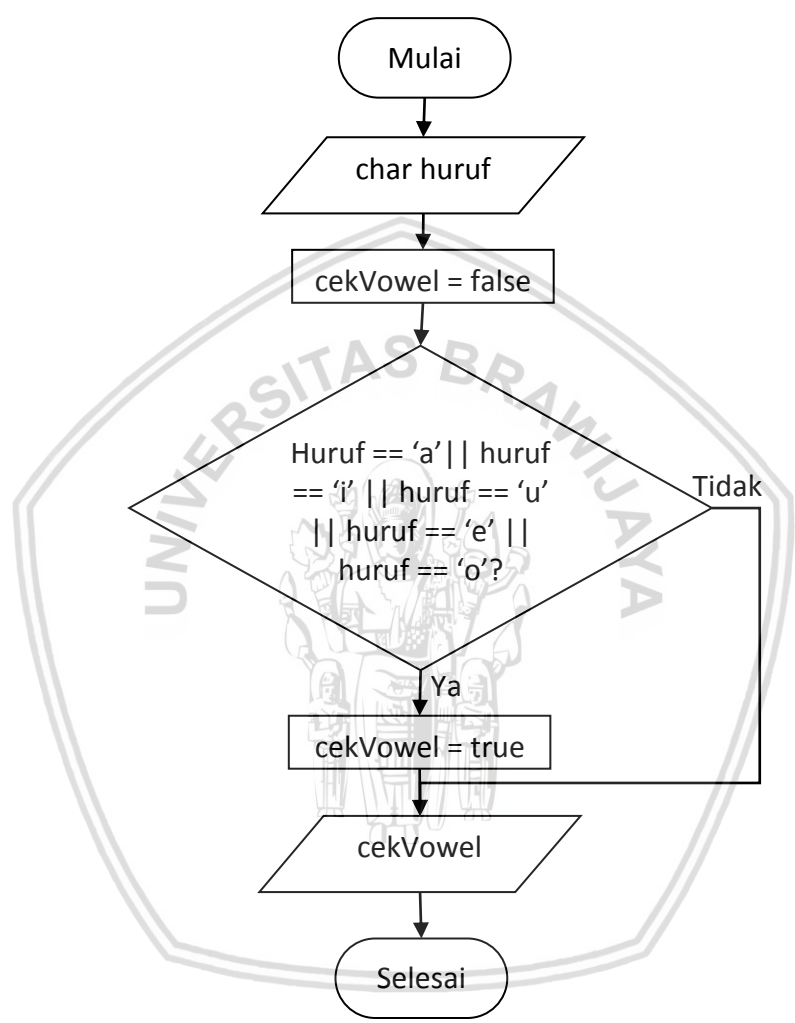 Mulai
char huruf
cekVowel = false
UNIVERSITAS BRAWIJAYA
Huruf == ‘a’|| huruf
== ‘i’ || huruf == ‘u’
|| huruf == ‘e’ ||
huruf == ‘o’?
Tidak
Ya
cekVowel = true
cekVowel
Selesai